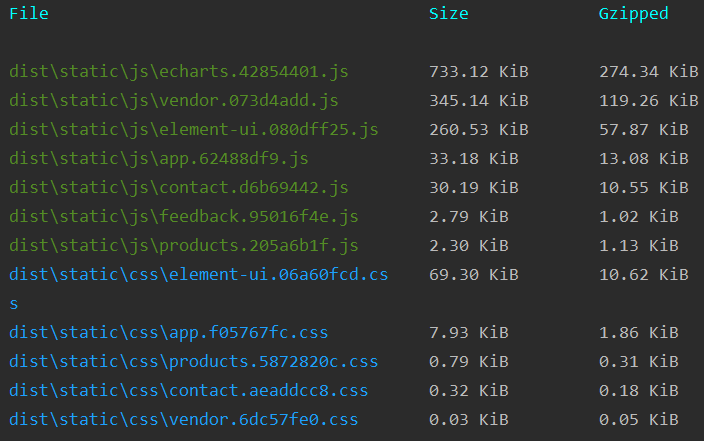 File Size Gzipped
dist\static\js\echarts.42854401.js 733.12 KiB 274.34 KiB
dist\static\js\vendor.073d4add.js 345.14 KiB 119.26 KiB
dist\static\js\element-ui.080dff25.js 260.53 KiB 57.87 KiB
dist\static\js\app.62488df9.js 33.18 KiB 13.08 KiB
dist\static\js\contact.d6b69442.js 30.19 KiB 10.55 KiB
dist\static\js\feedback.95016f4e.js 2.79 KiB 1.02 KiB
dist\static\js\products.205a6b1f.js 2.30 KiB 1.13 KiB
dist\static\css\element-ui.06a60fcd.cs 69.30 KiB 10.62 KiB
s
dist\static\css\app.f05767fc.css 7.93 KiB 1.86 KiB
dist\static\css\products.5872820c.css 0.79 KiB 0.31 KiB
dist\static\css\contact.aeaddcc8.css 0.32 KiB 0.18 KiB
dist\static\css\vendor.6dc57fe0.css 0.03 KiB 0.05 KiB